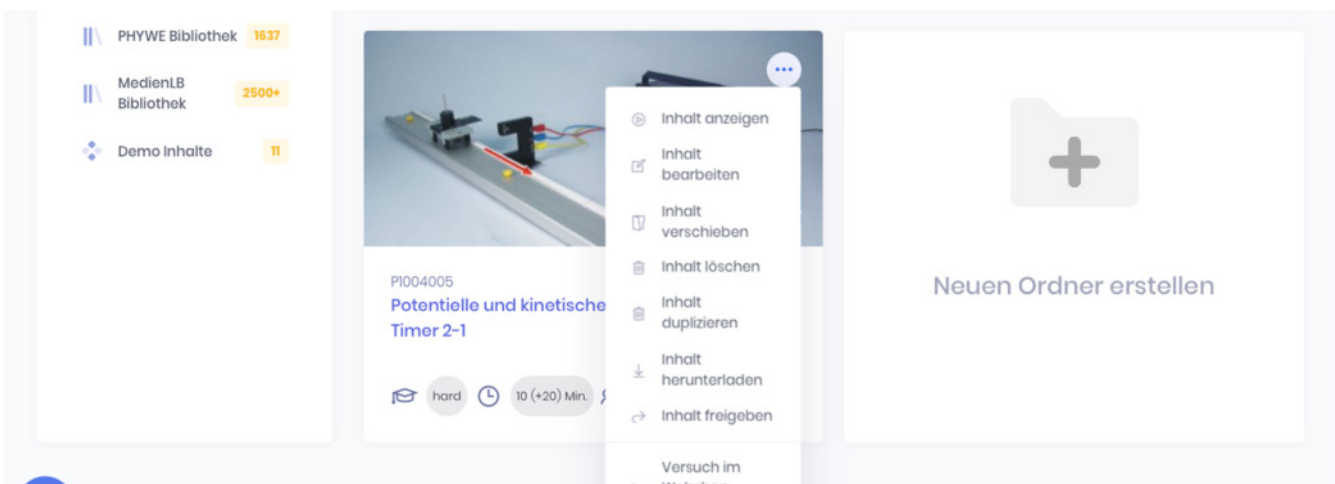 PHYWE Bibliothek 1637
MedienLB
Bibliothek
2500+
Demo Inhalte 11
P1004005
Potentielle und kinetische
Timer 2-1
hard 10 (+20) Min.
Inhalt anzeigen
Inhalt
bearbeiten
Inhalt
verschieben
Inhalt löschen
Inhalt
duplizieren
Inhalt
herunterladen
Inhalt freigeben
Versuch im
Neuen Ordner erstellen